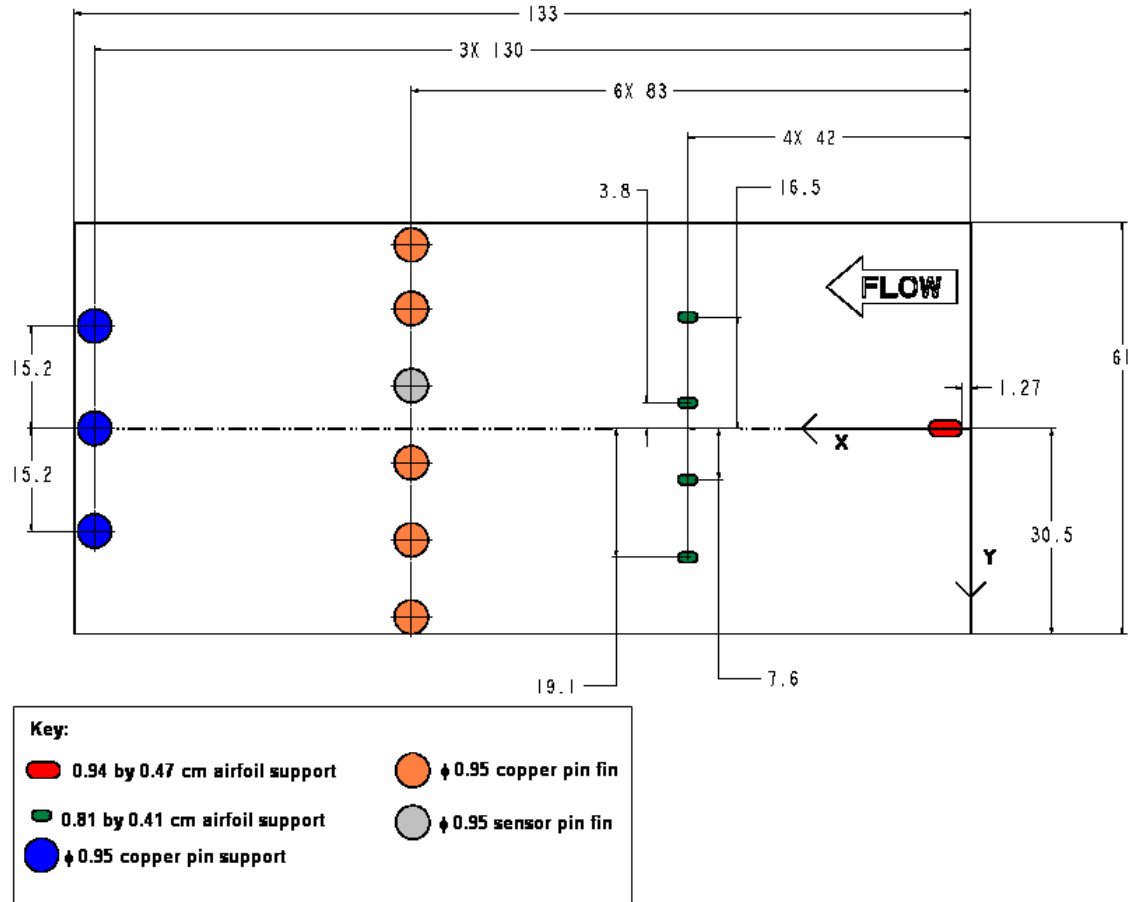 133
3X 130
6X 83
4X 42
3.8
16.5
FLOW
15.2
61
1.27
X
15.2
30.5
Y
19.1
7.6
Key:
0.94 by 0.47 cm airfoil support
ϕ 0.95 copper pin fin
0.81 by 0.41 cm airfoil support
ϕ 0.95 sensor pin fin
ϕ 0.95 copper pin support